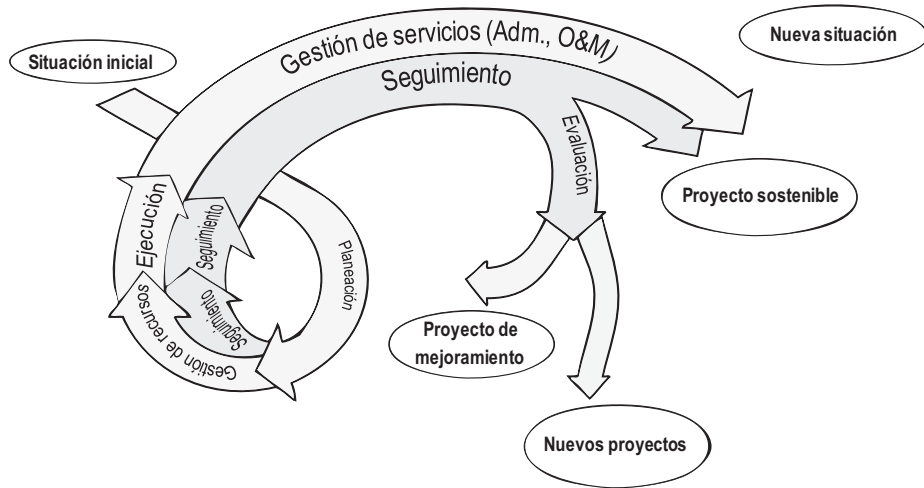 Situación inicial
Gestión de servicios (Adm., O&M)
Nueva situación
Seguimiento
Evaluación
Proyecto sostenible
Ejecución
Seguimiento
Planeación
Gestión de recursos
Seguimiento
Proyecto de
mejoramiento
Nuevos proyectos